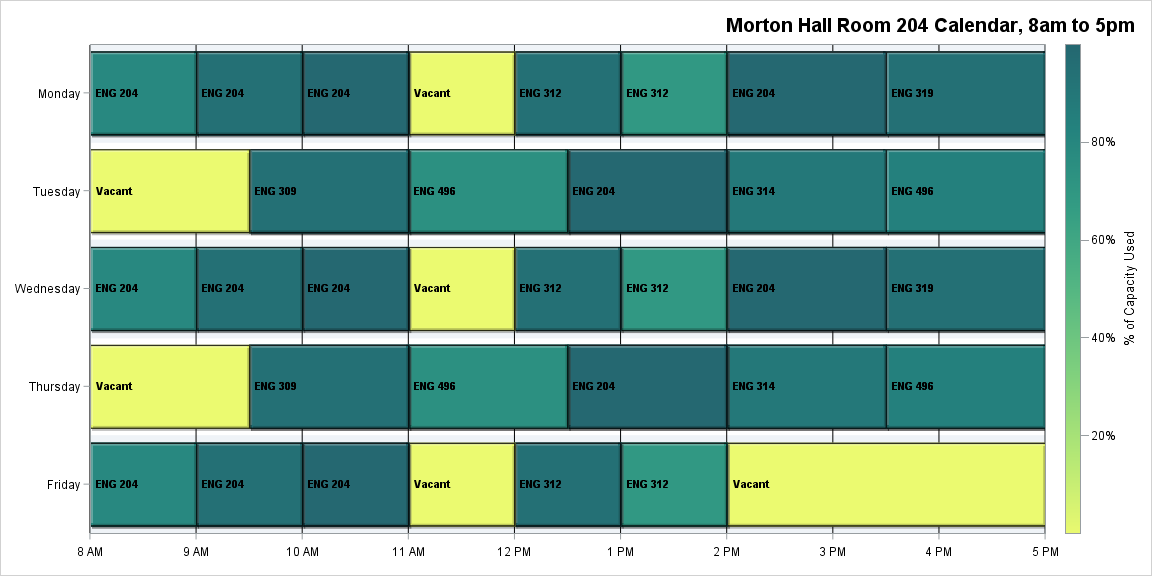 Morton Hall Room 204 Calendar, 8am to 5pm
Monday
ENG 204
ENG 204
ENG 204
Vacant
ENG 312
ENG 312
ENG 204
ENG 319
Tuesday
Vacant
ENG 309
ENG 496
ENG 204
ENG 314
ENG 496
Wednesday
ENG 204
ENG 204
ENG 204
Vacant
ENG 312
ENG 312
ENG 204
ENG 319
Thursday
Vacant
ENG 309
ENG 496
ENG 204
ENG 314
ENG 496
Friday
ENG 204
ENG 204
ENG 204
Vacant
ENG 312
ENG 312
Vacant
8 AM
9 AM
10 AM
11 AM
12 PM
1 PM
2 PM
3 PM
4 PM
5 PM
80%
60%
40%
20%
% of Capacity Used